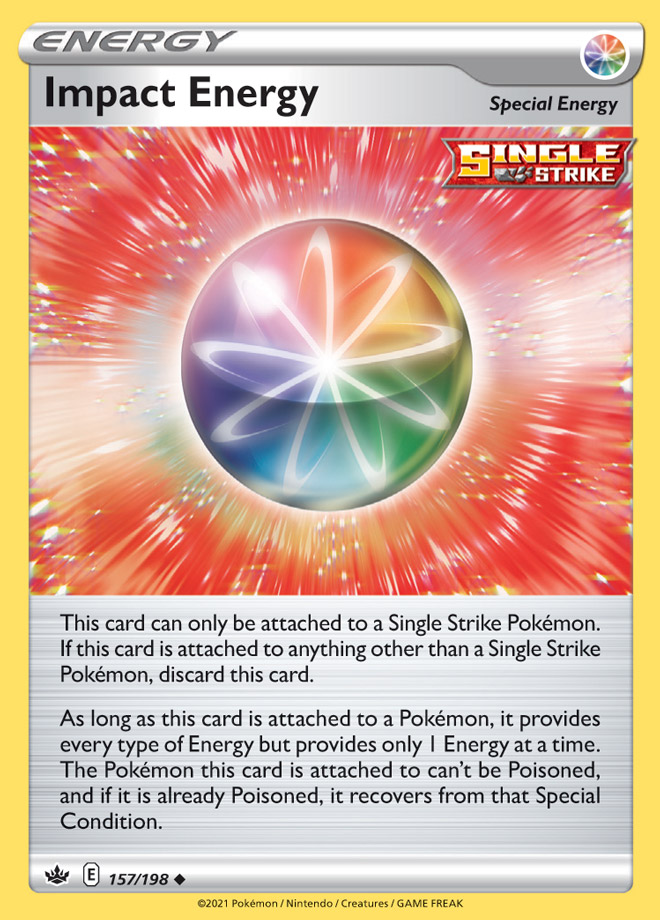 ENERGY
Impact Energy
Special Energy
SINGLE
STRIKE
This card can only be attached to a Single Strike Pokémon.
If this card is attached to anything other than a Single Strike
Pokémon, discard this card.
As long as this card is attached to a Pokémon, it provides
every type of Energy but provides only 1 Energy at a time.
The Pokémon this card is attached to can’t be Poisoned,
and if it is already Poisoned, it recovers from that Special
Condition.
E 157/198
©2021 Pokémon / Nintendo / Creatures / GAME FREAK